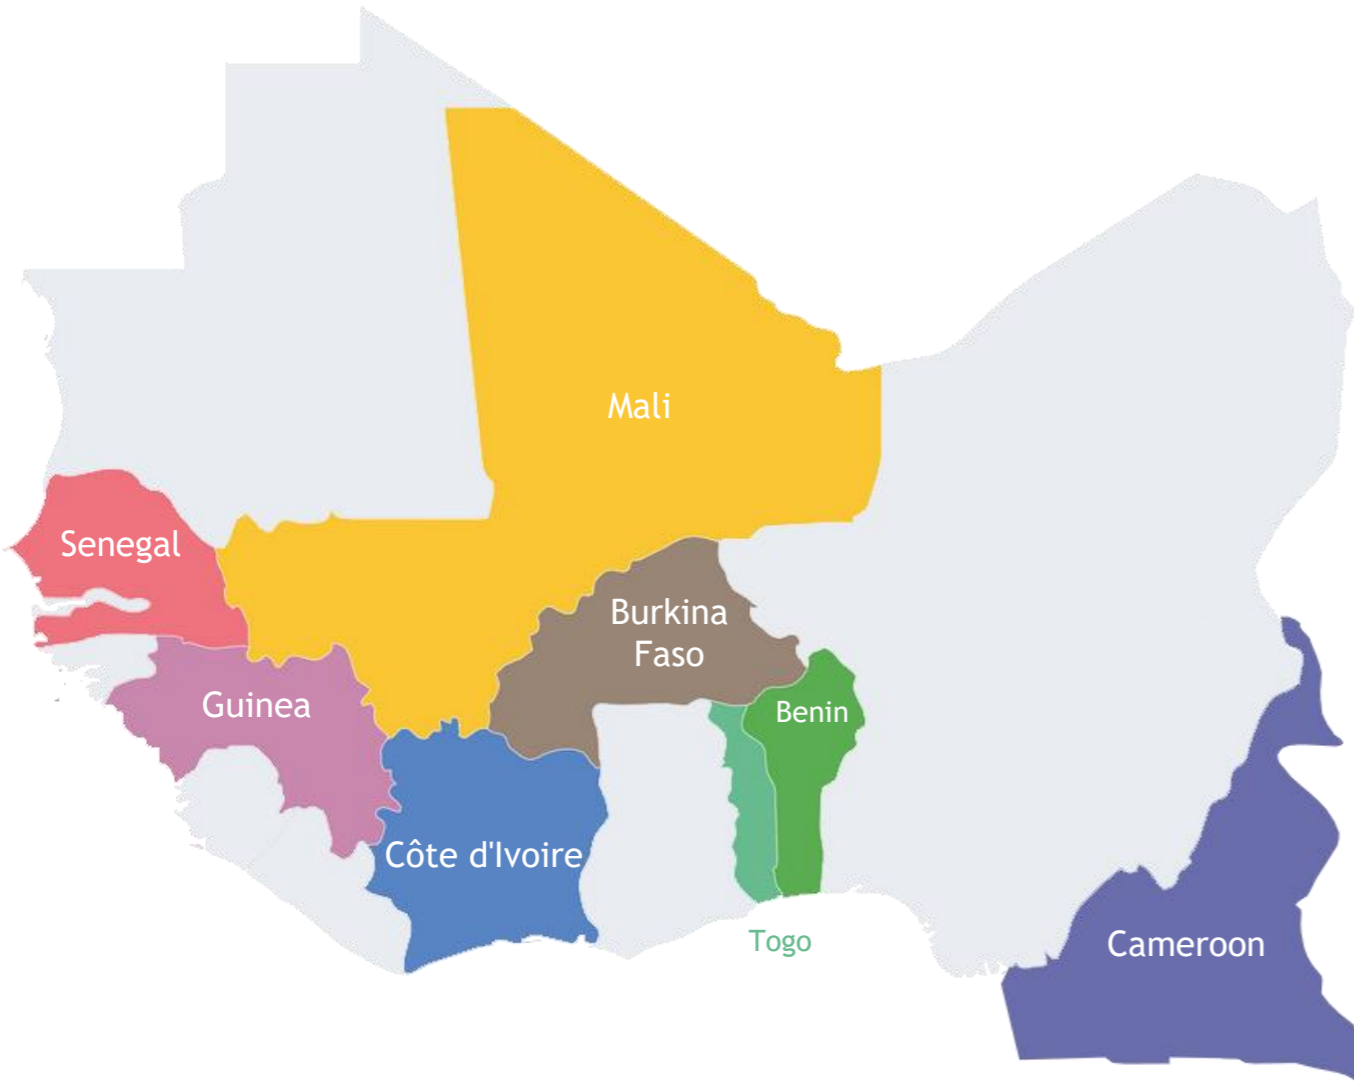 Mali
Senegal
Burkina
Faso
Guinea
Benin
Côte d'Ivoire
Togo
Cameroon